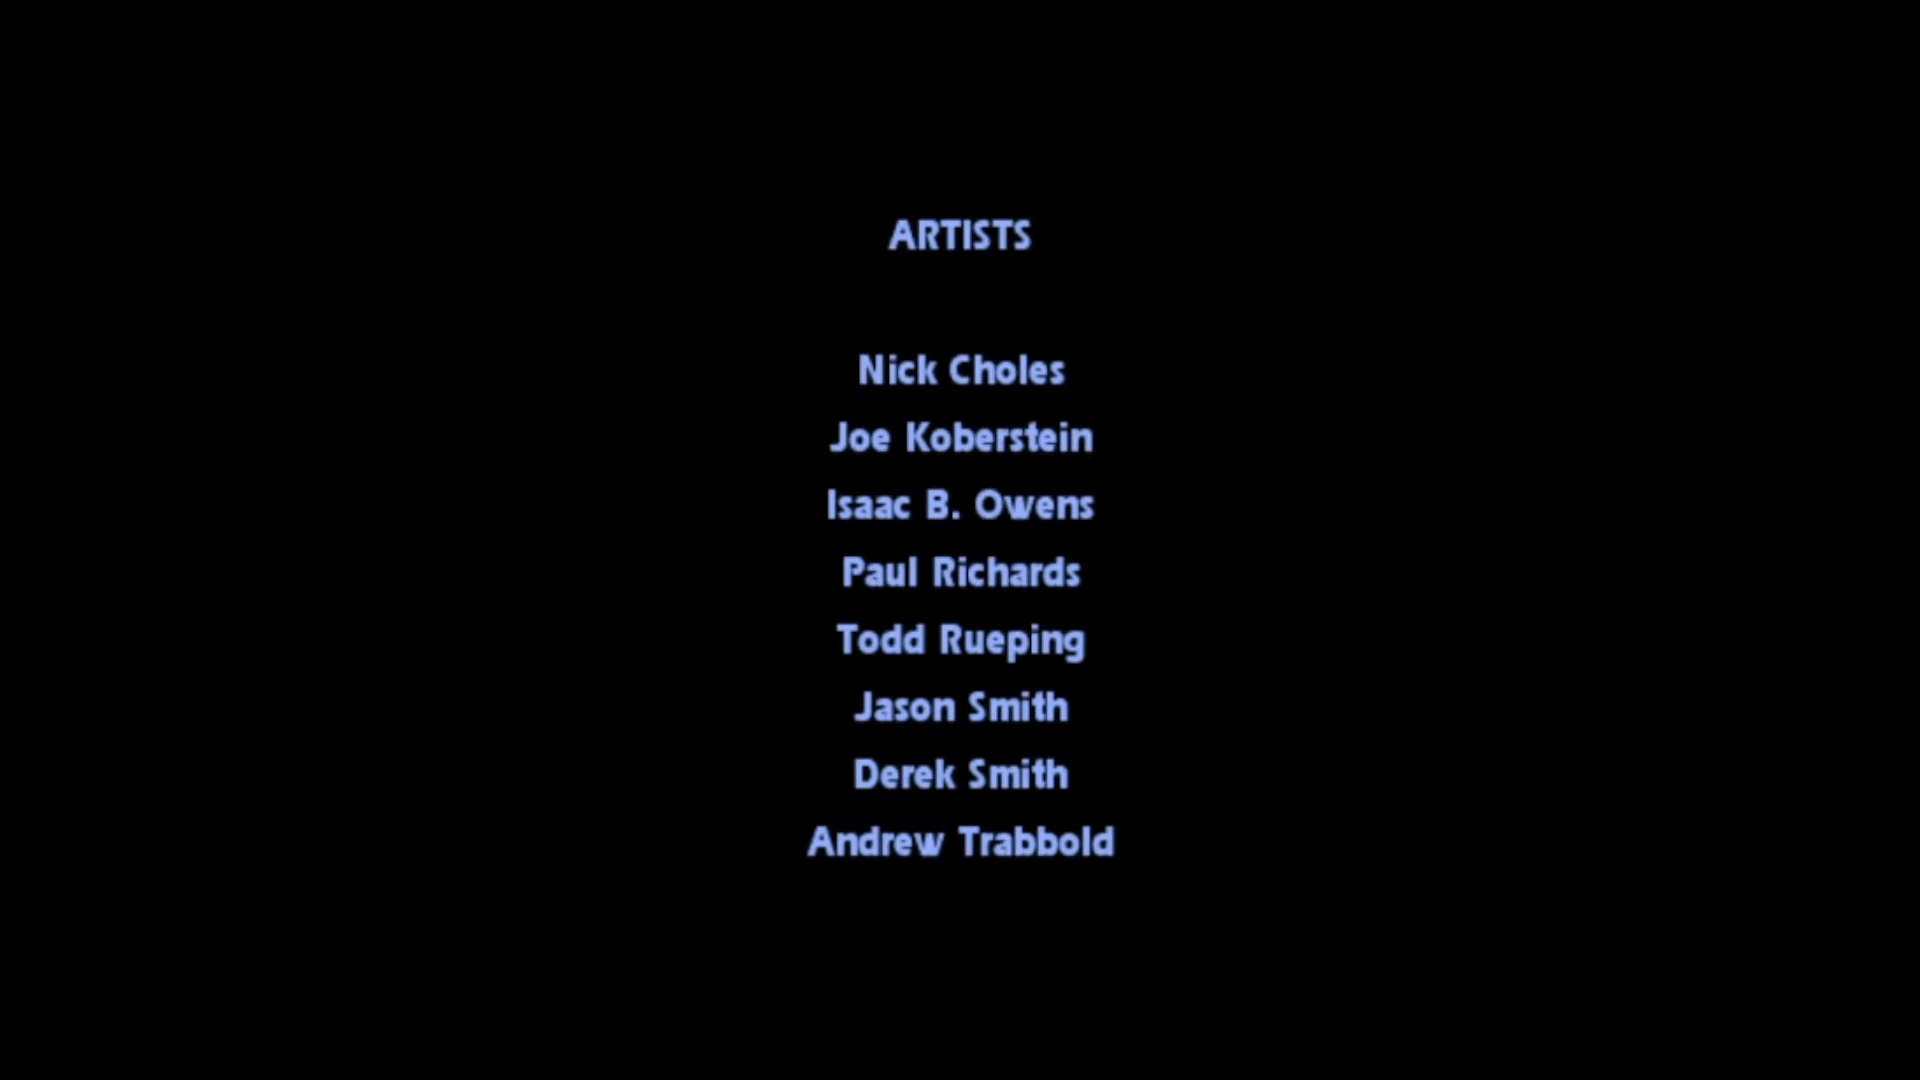 ARTISTS
Nick Choles
Joe Koberstein
Isaac B. Owens
Paul Richards
Todd Rueping
Jason Smith
Derek Smith
Andrew Trabbold